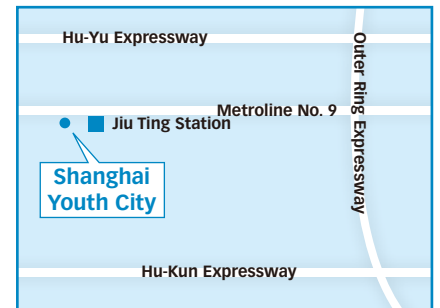 Hu-Yu Expressway
Outer Ring Expressway
Metroline No. 9
Jiu Ting Station
Shanghai
Youth City
Hu-Kun Expressway